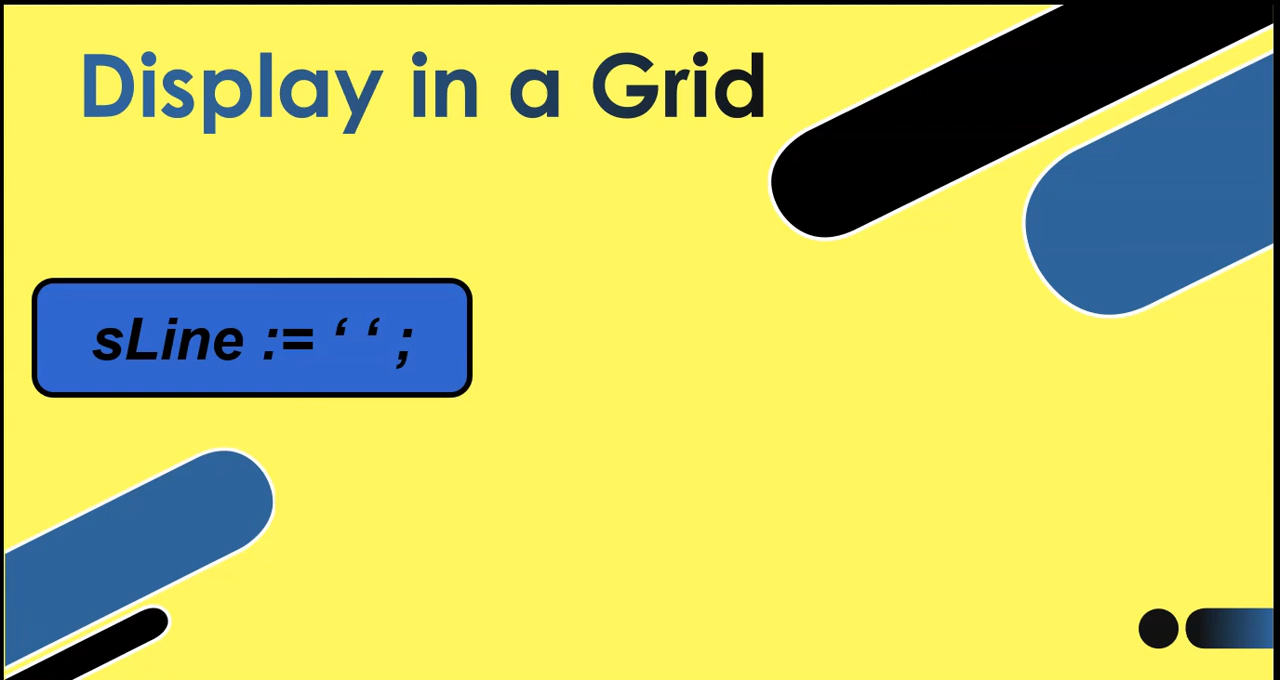 Display in a Grid
sLine := ‘ ‘ ;